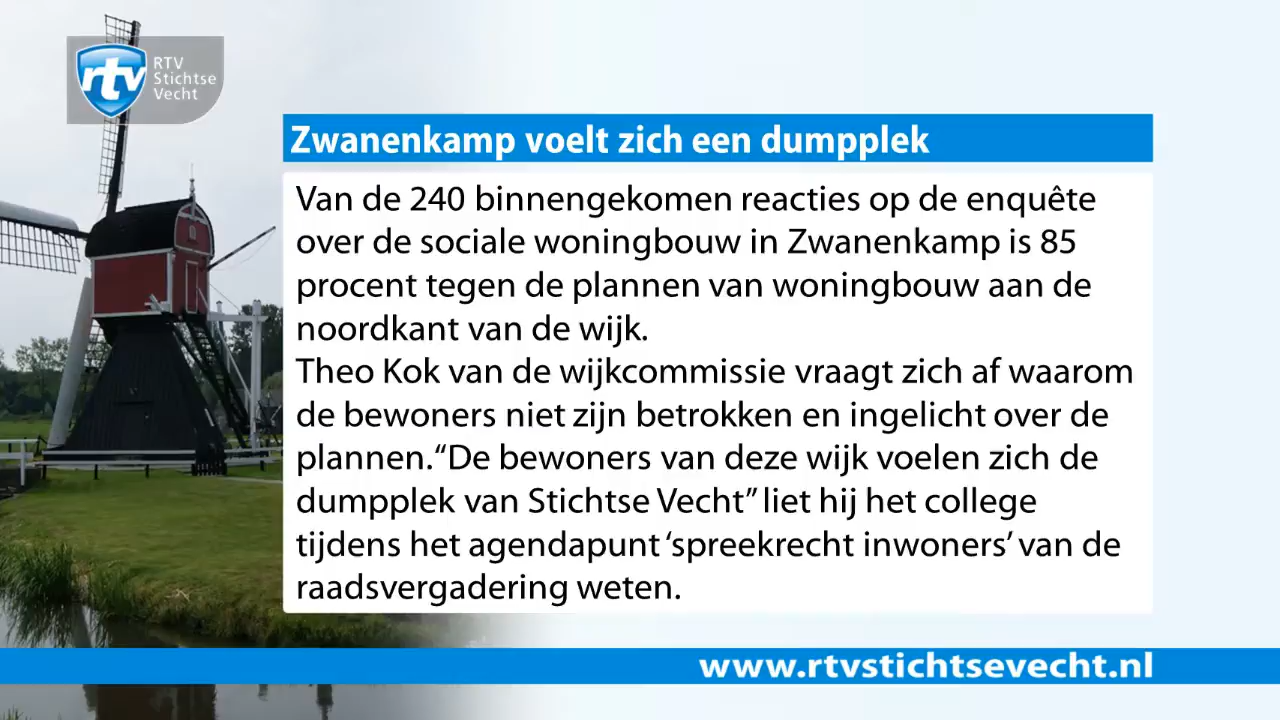 rtv
RTV
Stichtse
Vecht
Zwanenkamp voelt zich een dumpplek
Van de 240 binnengekomen reacties op de enquête
over de sociale woningbouw in Zwanenkamp is 85
procent tegen de plannen van woningbouw aan de
noordkant van de wijk.
Theo Kok van de wijkcommissie vraagt zich af waarom
de bewoners niet zijn betrokken en ingelicht over de
plannen. “De bewoners van deze wijk voelen zich de
dumpplek van Stichtse Vecht” liet hij het college
tijdens het agendapunt ‘spreekrecht inwoners’ van de
raadsvergadering weten.
www.rtvstichtsevecht.nl